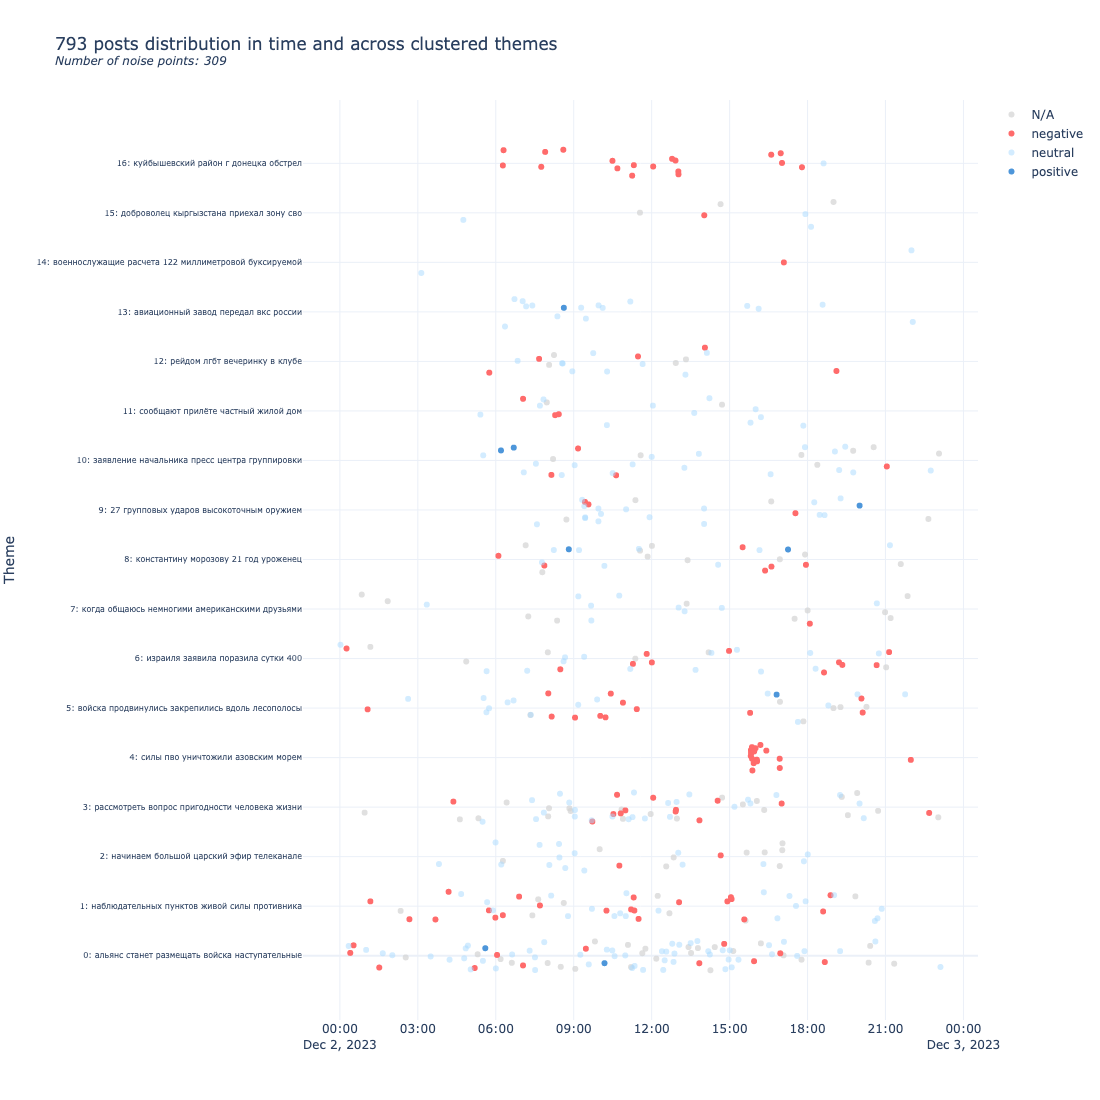 793 posts distribution in time and across clustered themes
Number of noise points: 309
N/A
negative
neutral
positive
Theme
16: куйбышевский район г донецка обстрел
15: доброволец кыргызстана приехал зону сво
14: военнослужащие расчета 122 миллиметровой буксируемой
13: авиационный завод передал вкс россии
12: рейдом лгбт вечеринку в клубе
11: сообщают прилёте частный жилой дом
10: заявление начальника пресс центра группировки
9: 27 групповых ударов высокоточным оружием
8: константину морозову 21 год уроженец
7: когда общаюсь немногими американскими друзьями
6: израиля заявила поразила сутки 400
5: войска продвинулись закрепились вдоль лесополосы
4: силы пво уничтожили азовским морем
3: рассмотреть вопрос пригодности человека жизни
2: начинаем большой царский эфир телеканале
1: наблюдательных пунктов живой силы противника
0: альянс станет размещать войска наступательные
00:00 03:00 06:00 09:00 12:00 15:00 18:00 21:00 00:00
Dec 2, 2023 Dec 3, 2023